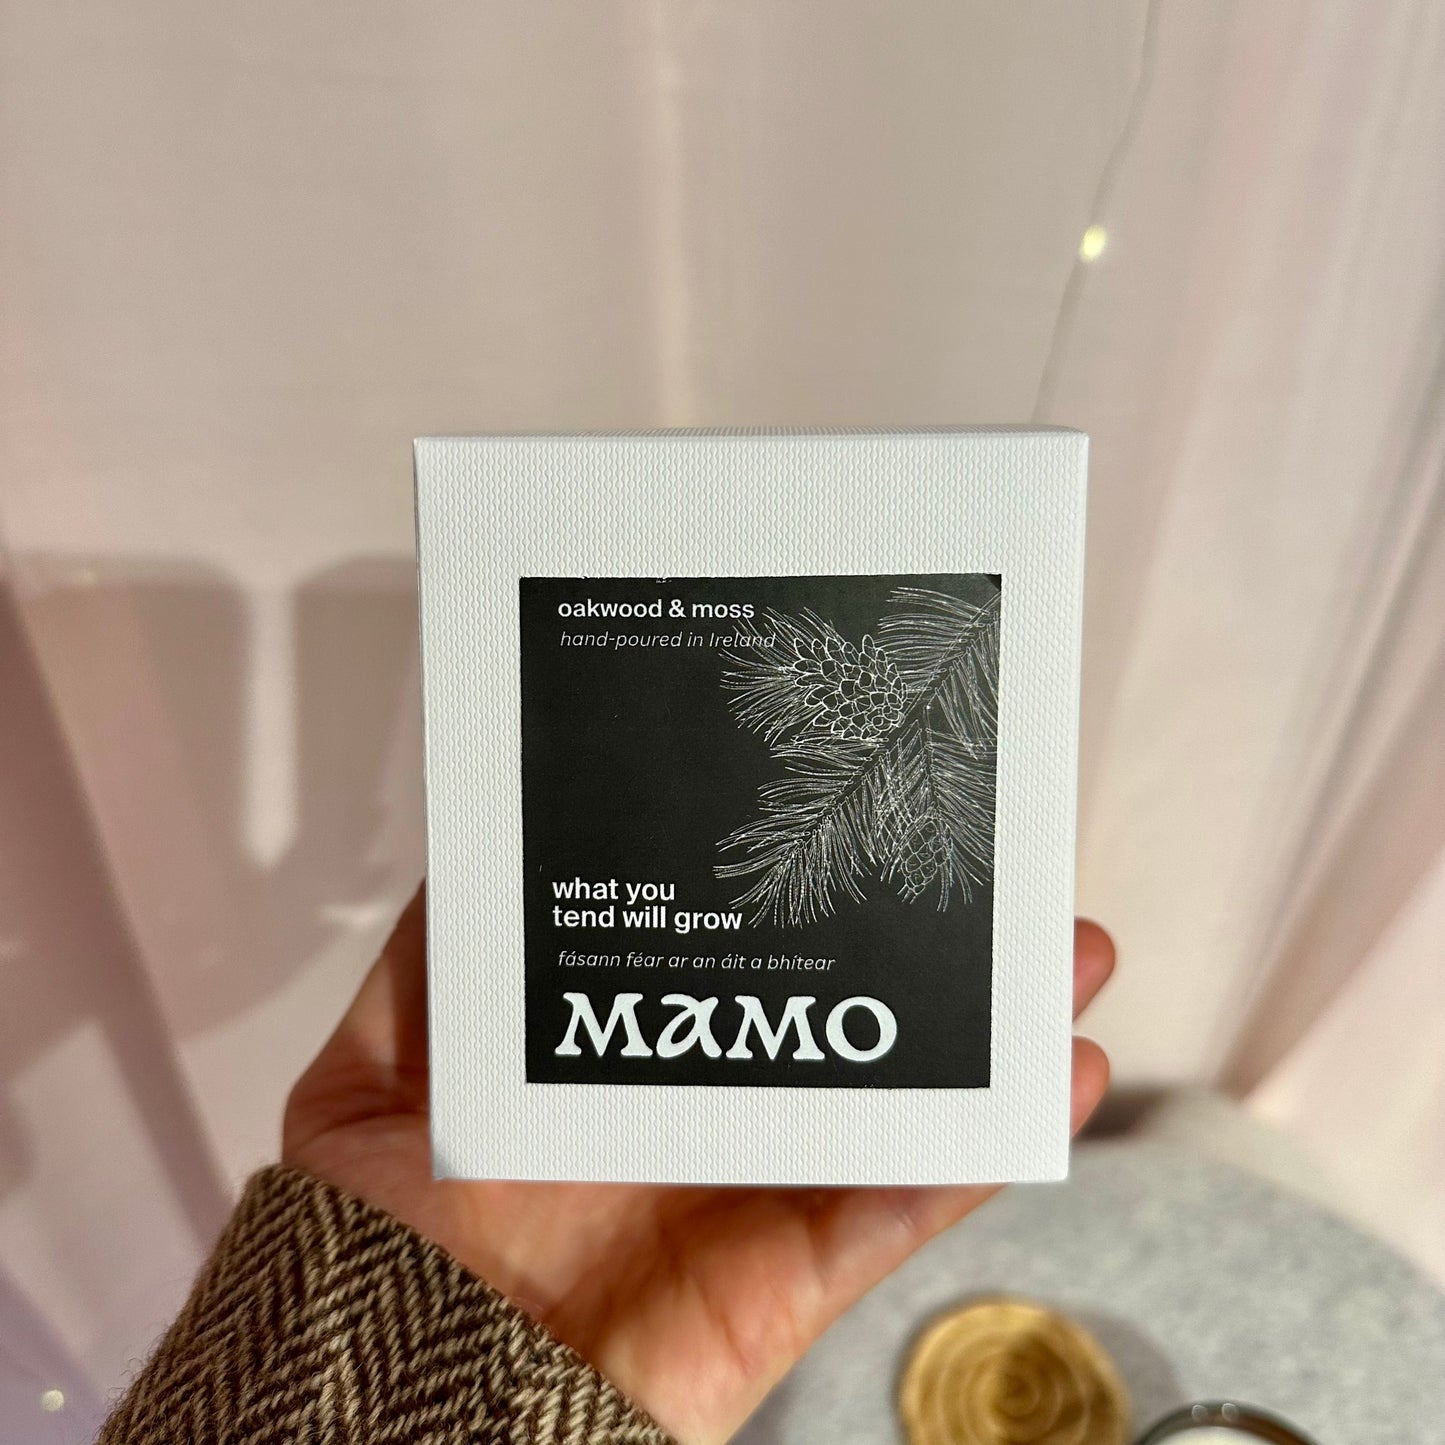 oakwood & moss
hand-poured in Ireland
what you
tend will grow
fásann féar ar an áit a bhítear
MAMO